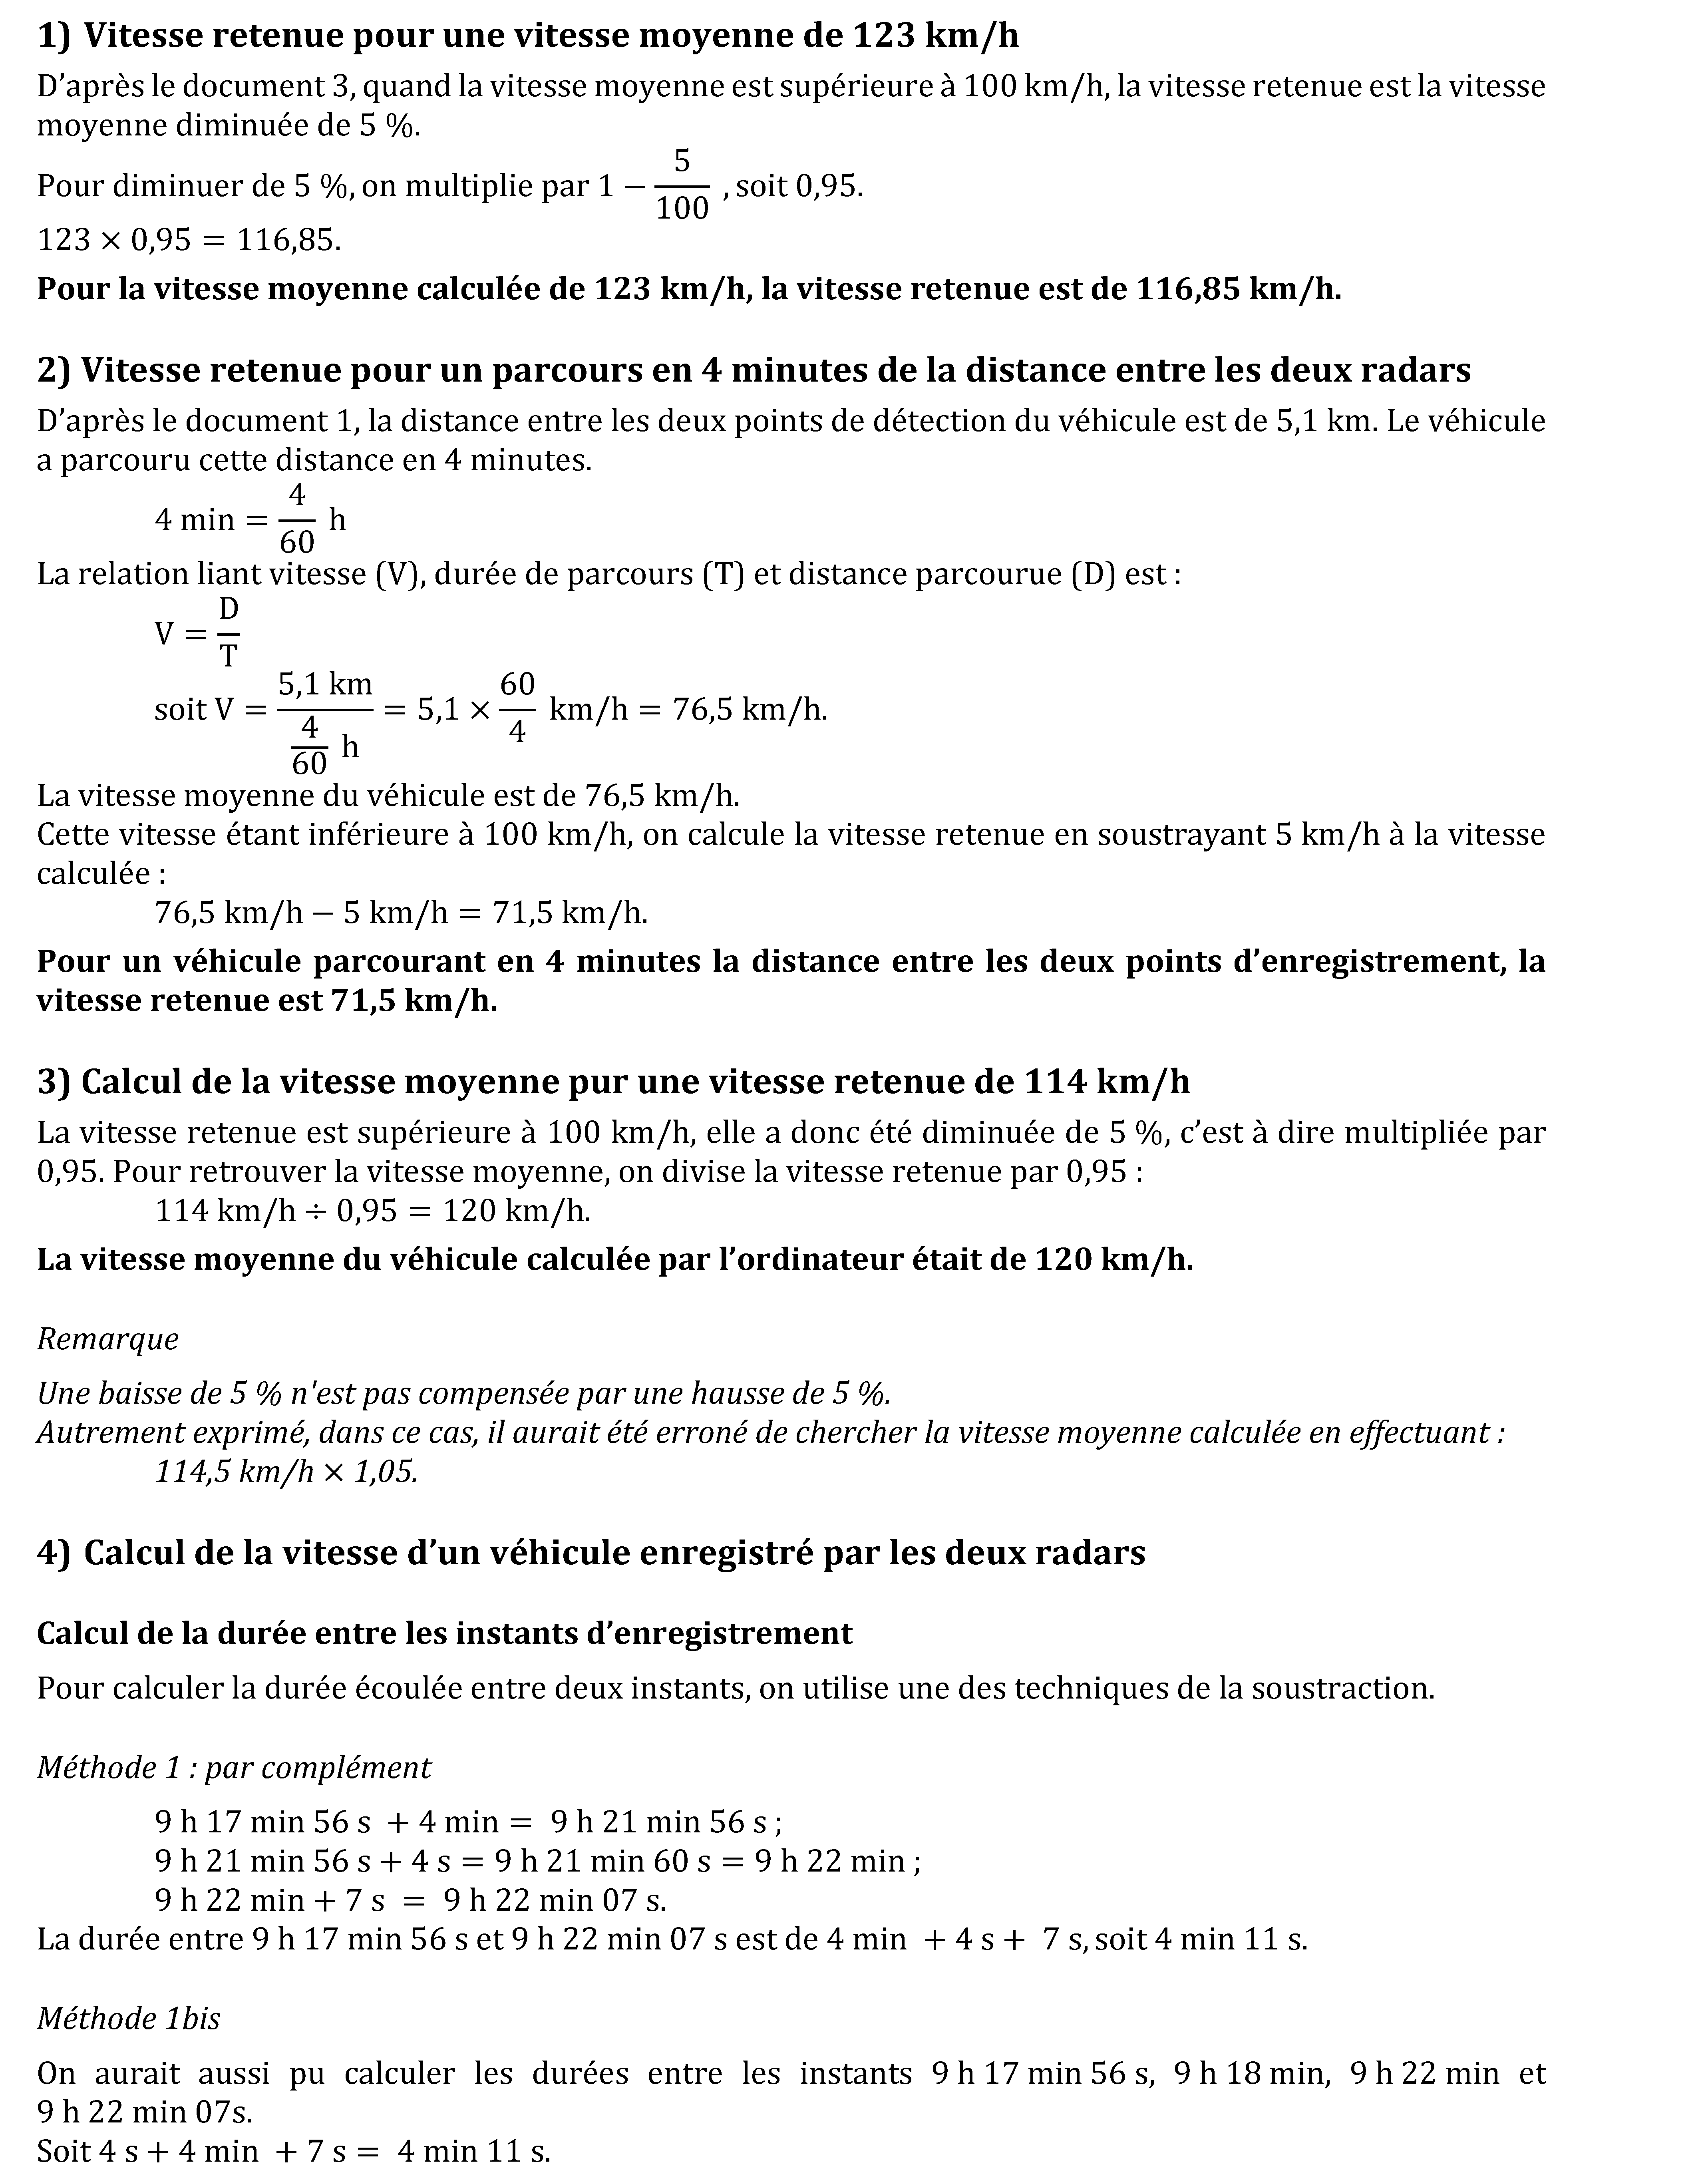 1) Vitesse retenue pour une vitesse moyenne de 123 km/h
D’après le document 3, quand la vitesse moyenne est supérieure à 100 km/h, la vitesse retenue est la vitesse
moyenne diminuée de 5 %.
Pour diminuer de 5 %, on multiplie par 1 − 5/100 , soit 0,95.
123 × 0,95 = 116,85.
Pour la vitesse moyenne calculée de 123 km/h, la vitesse retenue est de 116,85 km/h.
2) Vitesse retenue pour un parcours en 4 minutes de la distance entre les deux radars
D’après le document 1, la distance entre les deux points de détection du véhicule est de 5,1 km. Le véhicule
a parcouru cette distance en 4 minutes.
4 min = 4/60 h
La relation liant vitesse (V), durée de parcours (T) et distance parcourue (D) est :
V = D/T
soit V = 5,1 km / (4/60 h) = 5,1 × 60/4 km/h = 76,5 km/h.
La vitesse moyenne du véhicule est de 76,5 km/h.
Cette vitesse étant inférieure à 100 km/h, on calcule la vitesse retenue en soustrayant 5 km/h à la vitesse
calculée :
76,5 km/h − 5 km/h = 71,5 km/h.
Pour un véhicule parcourant en 4 minutes la distance entre les deux points d’enregistrement, la
vitesse retenue est 71,5 km/h.
3) Calcul de la vitesse moyenne pur une vitesse retenue de 114 km/h
La vitesse retenue est supérieure à 100 km/h, elle a donc été diminuée de 5 %, c’est à dire multipliée par
0,95. Pour retrouver la vitesse moyenne, on divise la vitesse retenue par 0,95 :
114 km/h ÷ 0,95 = 120 km/h.
La vitesse moyenne du véhicule calculée par l’ordinateur était de 120 km/h.
Remarque
Une baisse de 5 % n'est pas compensée par une hausse de 5 %.
Autrement exprimé, dans ce cas, il aurait été erroné de chercher la vitesse moyenne calculée en effectuant :
114,5 km/h × 1,05.
4) Calcul de la vitesse d’un véhicule enregistré par les deux radars
Calcul de la durée entre les instants d’enregistrement
Pour calculer la durée écoulée entre deux instants, on utilise une des techniques de la soustraction.
Méthode 1 : par complément
9 h 17 min 56 s + 4 min = 9 h 21 min 56 s ;
9 h 21 min 56 s + 4 s = 9 h 21 min 60 s = 9 h 22 min ;
9 h 22 min + 7 s = 9 h 22 min 07 s.
La durée entre 9 h 17 min 56 s et 9 h 22 min 07 s est de 4 min + 4 s + 7 s, soit 4 min 11 s.
Méthode 1bis
On aurait aussi pu calculer les durées entre les instants 9 h 17 min 56 s, 9 h 18 min, 9 h 22 min et
9 h 22 min 07s.
Soit 4 s + 4 min + 7 s = 4 min 11 s.